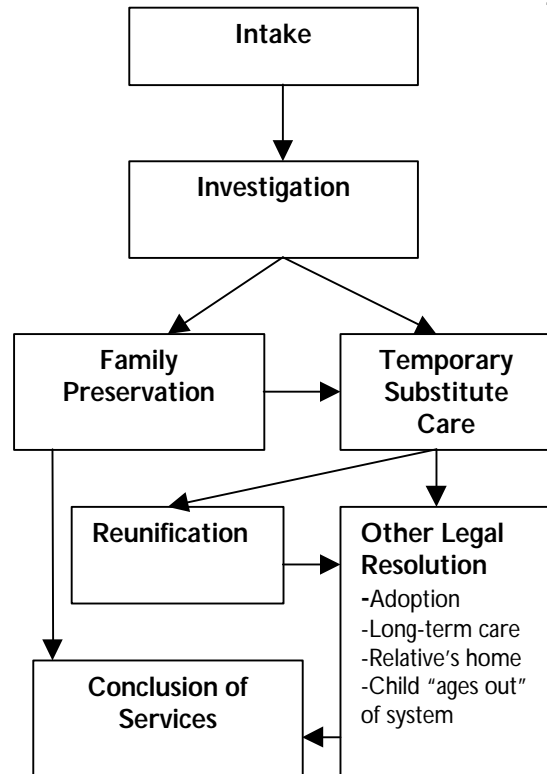 Intake
Investigation
Family
Preservation
Temporary
Substitute
Care
Reunification
Other Legal
Resolution
-Adoption
-Long-term care
-Relative's home
-Child “ages out”
of system
Conclusion of
Services